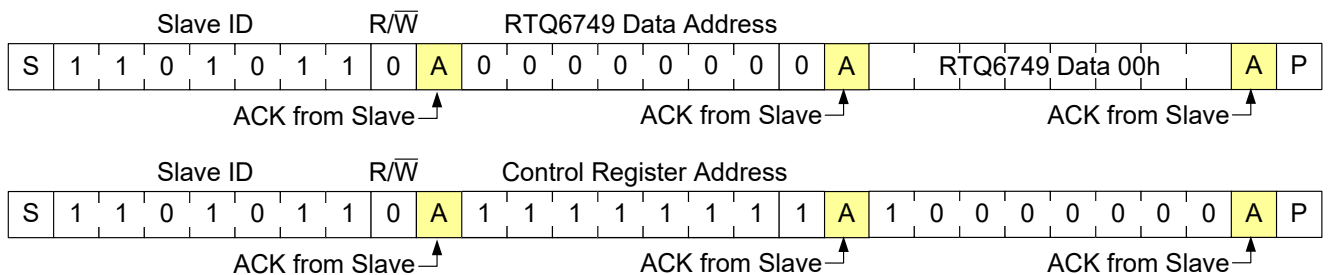 Slave ID R/W̅ RTQ6749 Data Address
S 1 1 0 1 0 1 1 0 A 0 0 0 0 0 0 0 0 A RTQ6749 Data 00h A P
ACK from Slave ACK from Slave ACK from Slave
Slave ID R/W̅ Control Register Address
S 1 1 0 1 0 1 1 0 A 1 1 1 1 1 1 1 1 A 1 0 0 0 0 0 0 0 A P
ACK from Slave ACK from Slave ACK from Slave